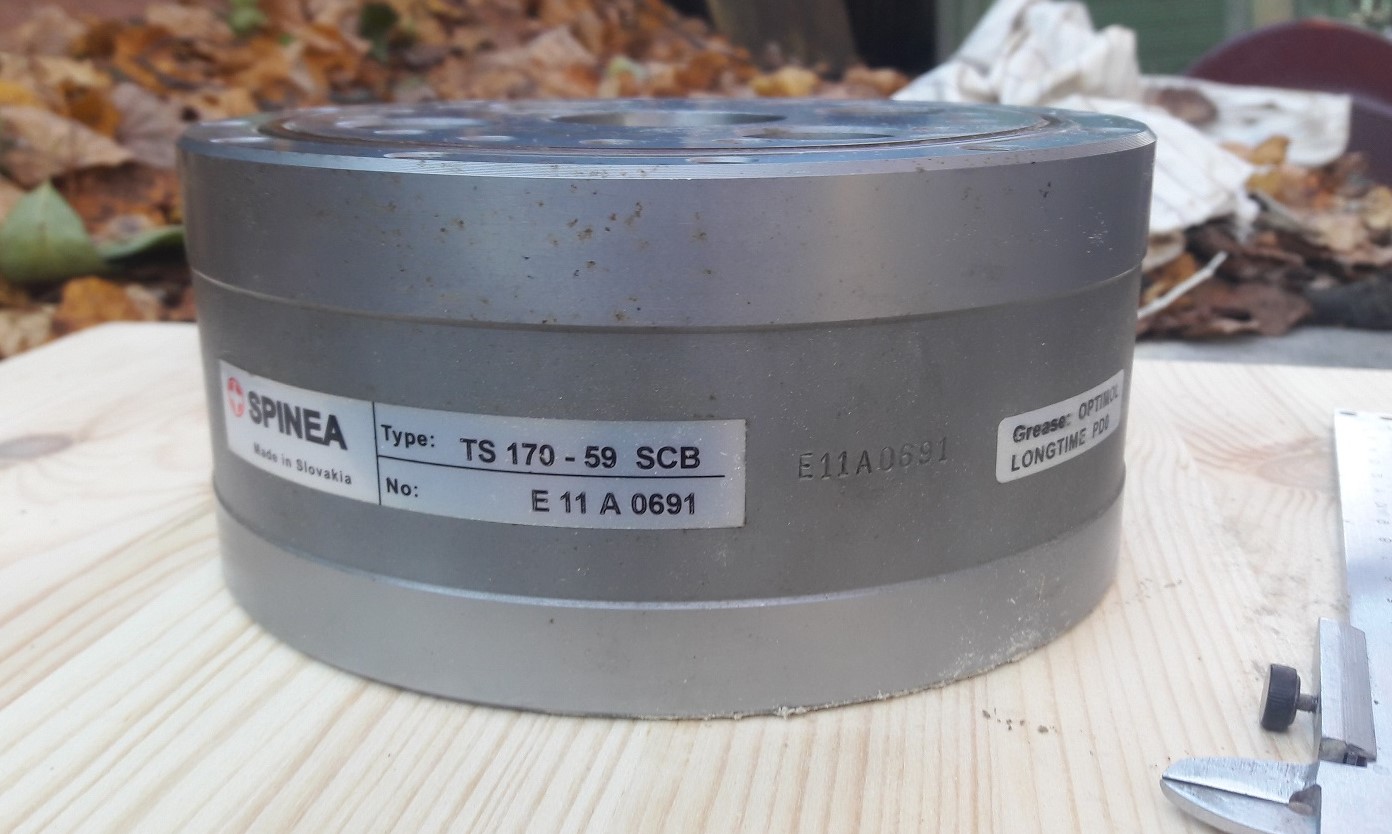 SPINEA
Made in Slovakia
Type: TS 170 - 59 SCB
No: E 11 A 0691
E11A0691
Grease: OPTIMOL
LONGTIME PD0